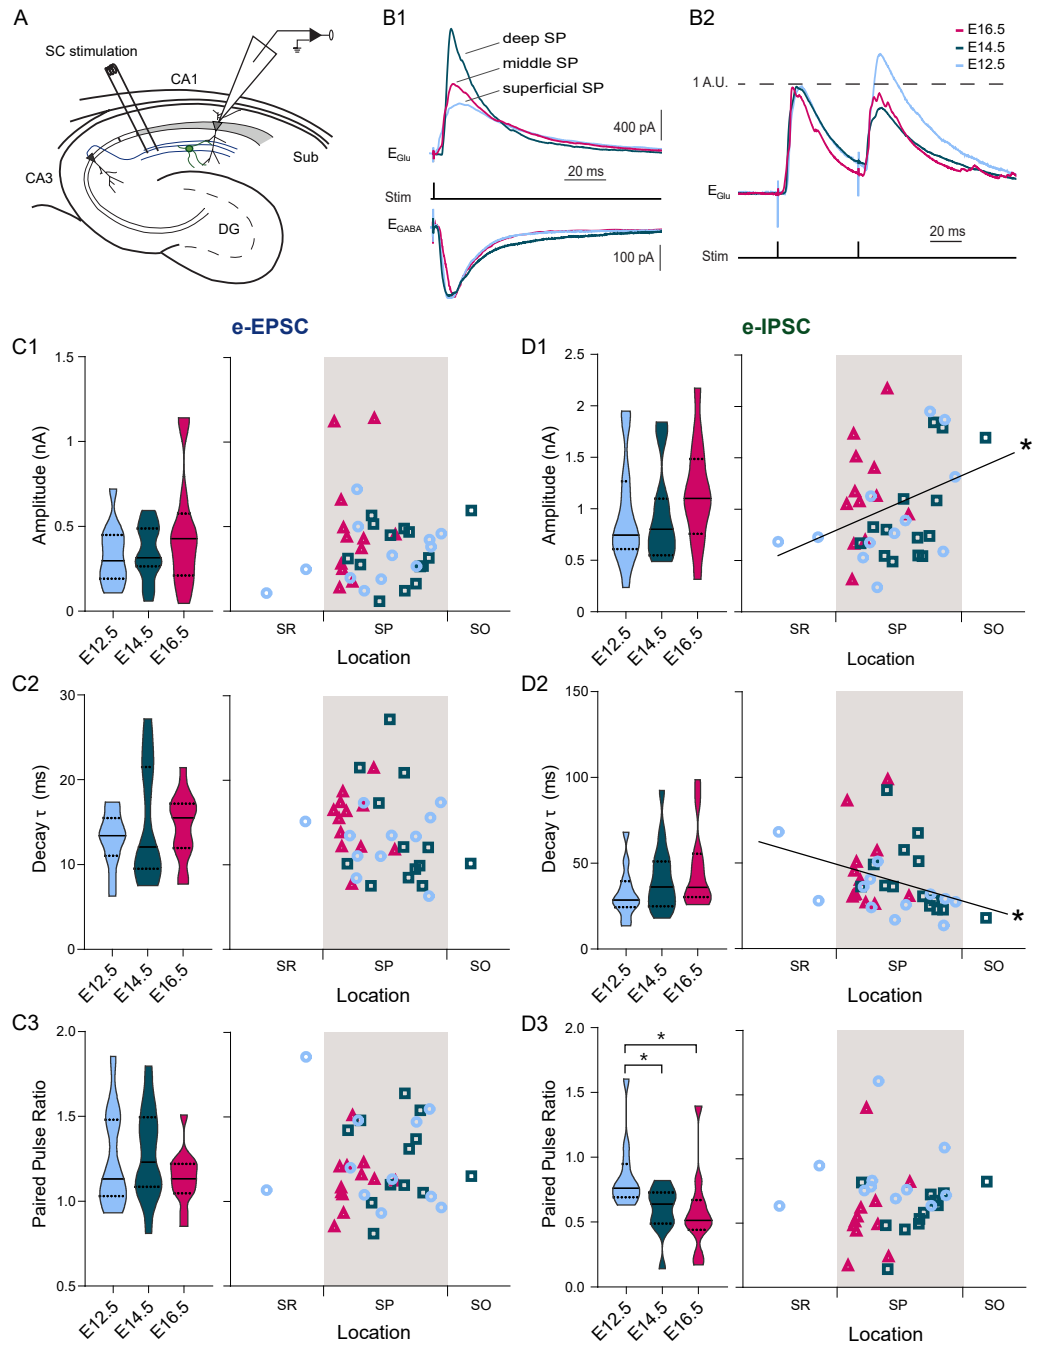 A
SC stimulation
CA1
Sub
CA3
DG
B1
deep SP
middle SP
superficial SP
400 pA
EGlu
20 ms
Stim
EGABA
100 pA
B2
E16.5
E14.5
E12.5
1 A.U.
EGlu
20 ms
Stim
e-EPSC
e-IPSC
C1
Amplitude (nA)
1.5
1
0.5
0
E12.5
E14.5
E16.5
SR
SP
SO
Location
D1
Amplitude (nA)
2.5
2
1.5
1
0.5
0
E12.5
E14.5
E16.5
*
SR
SP
SO
Location
C2
Decay τ (ms)
30
20
10
0
E12.5
E14.5
E16.5
SR
SP
SO
Location
D2
Decay τ (ms)
150
100
50
0
E12.5
E14.5
E16.5
*
SR
SP
SO
Location
C3
Paired Pulse Ratio
2.0
1.5
1.0
0.5
E12.5
E14.5
E16.5
SR
SP
SO
Location
D3
Paired Pulse Ratio
2.0
1.5
1.0
0.5
0.0
*
*
E12.5
E14.5
E16.5
SR
SP
SO
Location